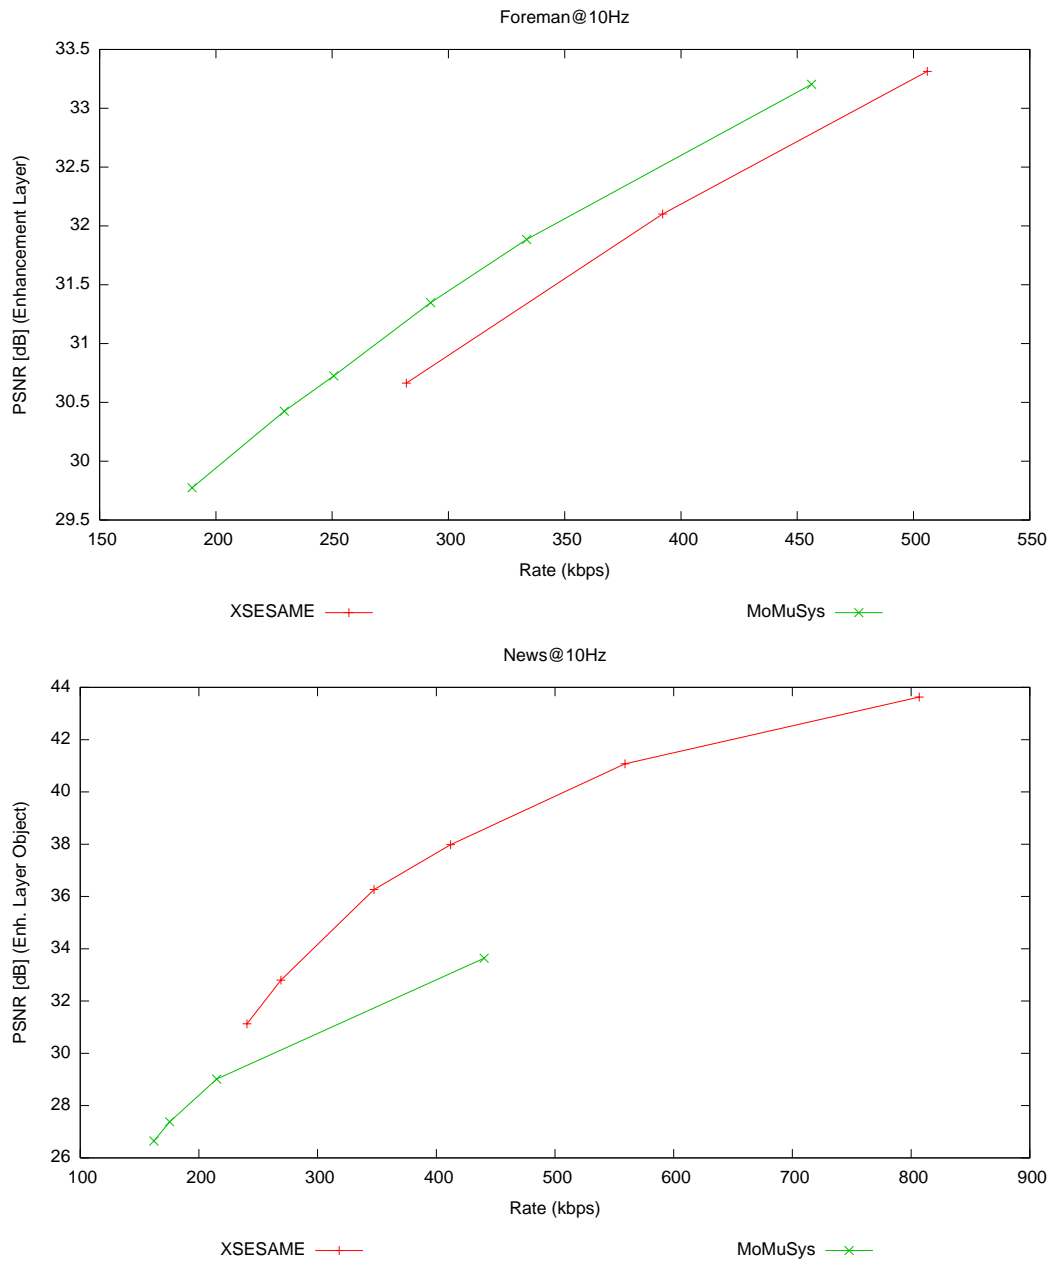 Foreman@10Hz
33.5
33
32.5
32
31.5
31
30.5
30
29.5
PSNR [dB] (Enhancement Layer)
150 200 250 300 350 400 450 500 550
Rate (kbps)
XSESAME MoMuSys
News@10Hz
44
42
40
38
36
34
32
30
28
26
PSNR [dB] (Enh. Layer Object)
100 200 300 400 500 600 700 800 900
Rate (kbps)
XSESAME MoMuSys